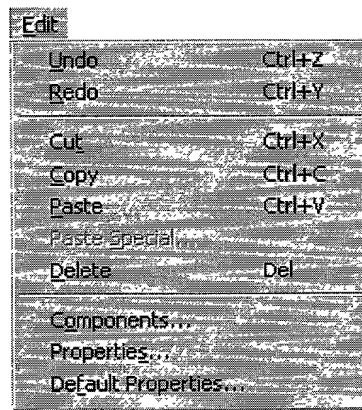 Edit
Undo Ctrl+Z
Redo Ctrl+Y
Cut Ctrl+X
Copy Ctrl+C
Paste Ctrl+V
Paste Special...
Delete Del
Components...
Properties...
Default Properties...